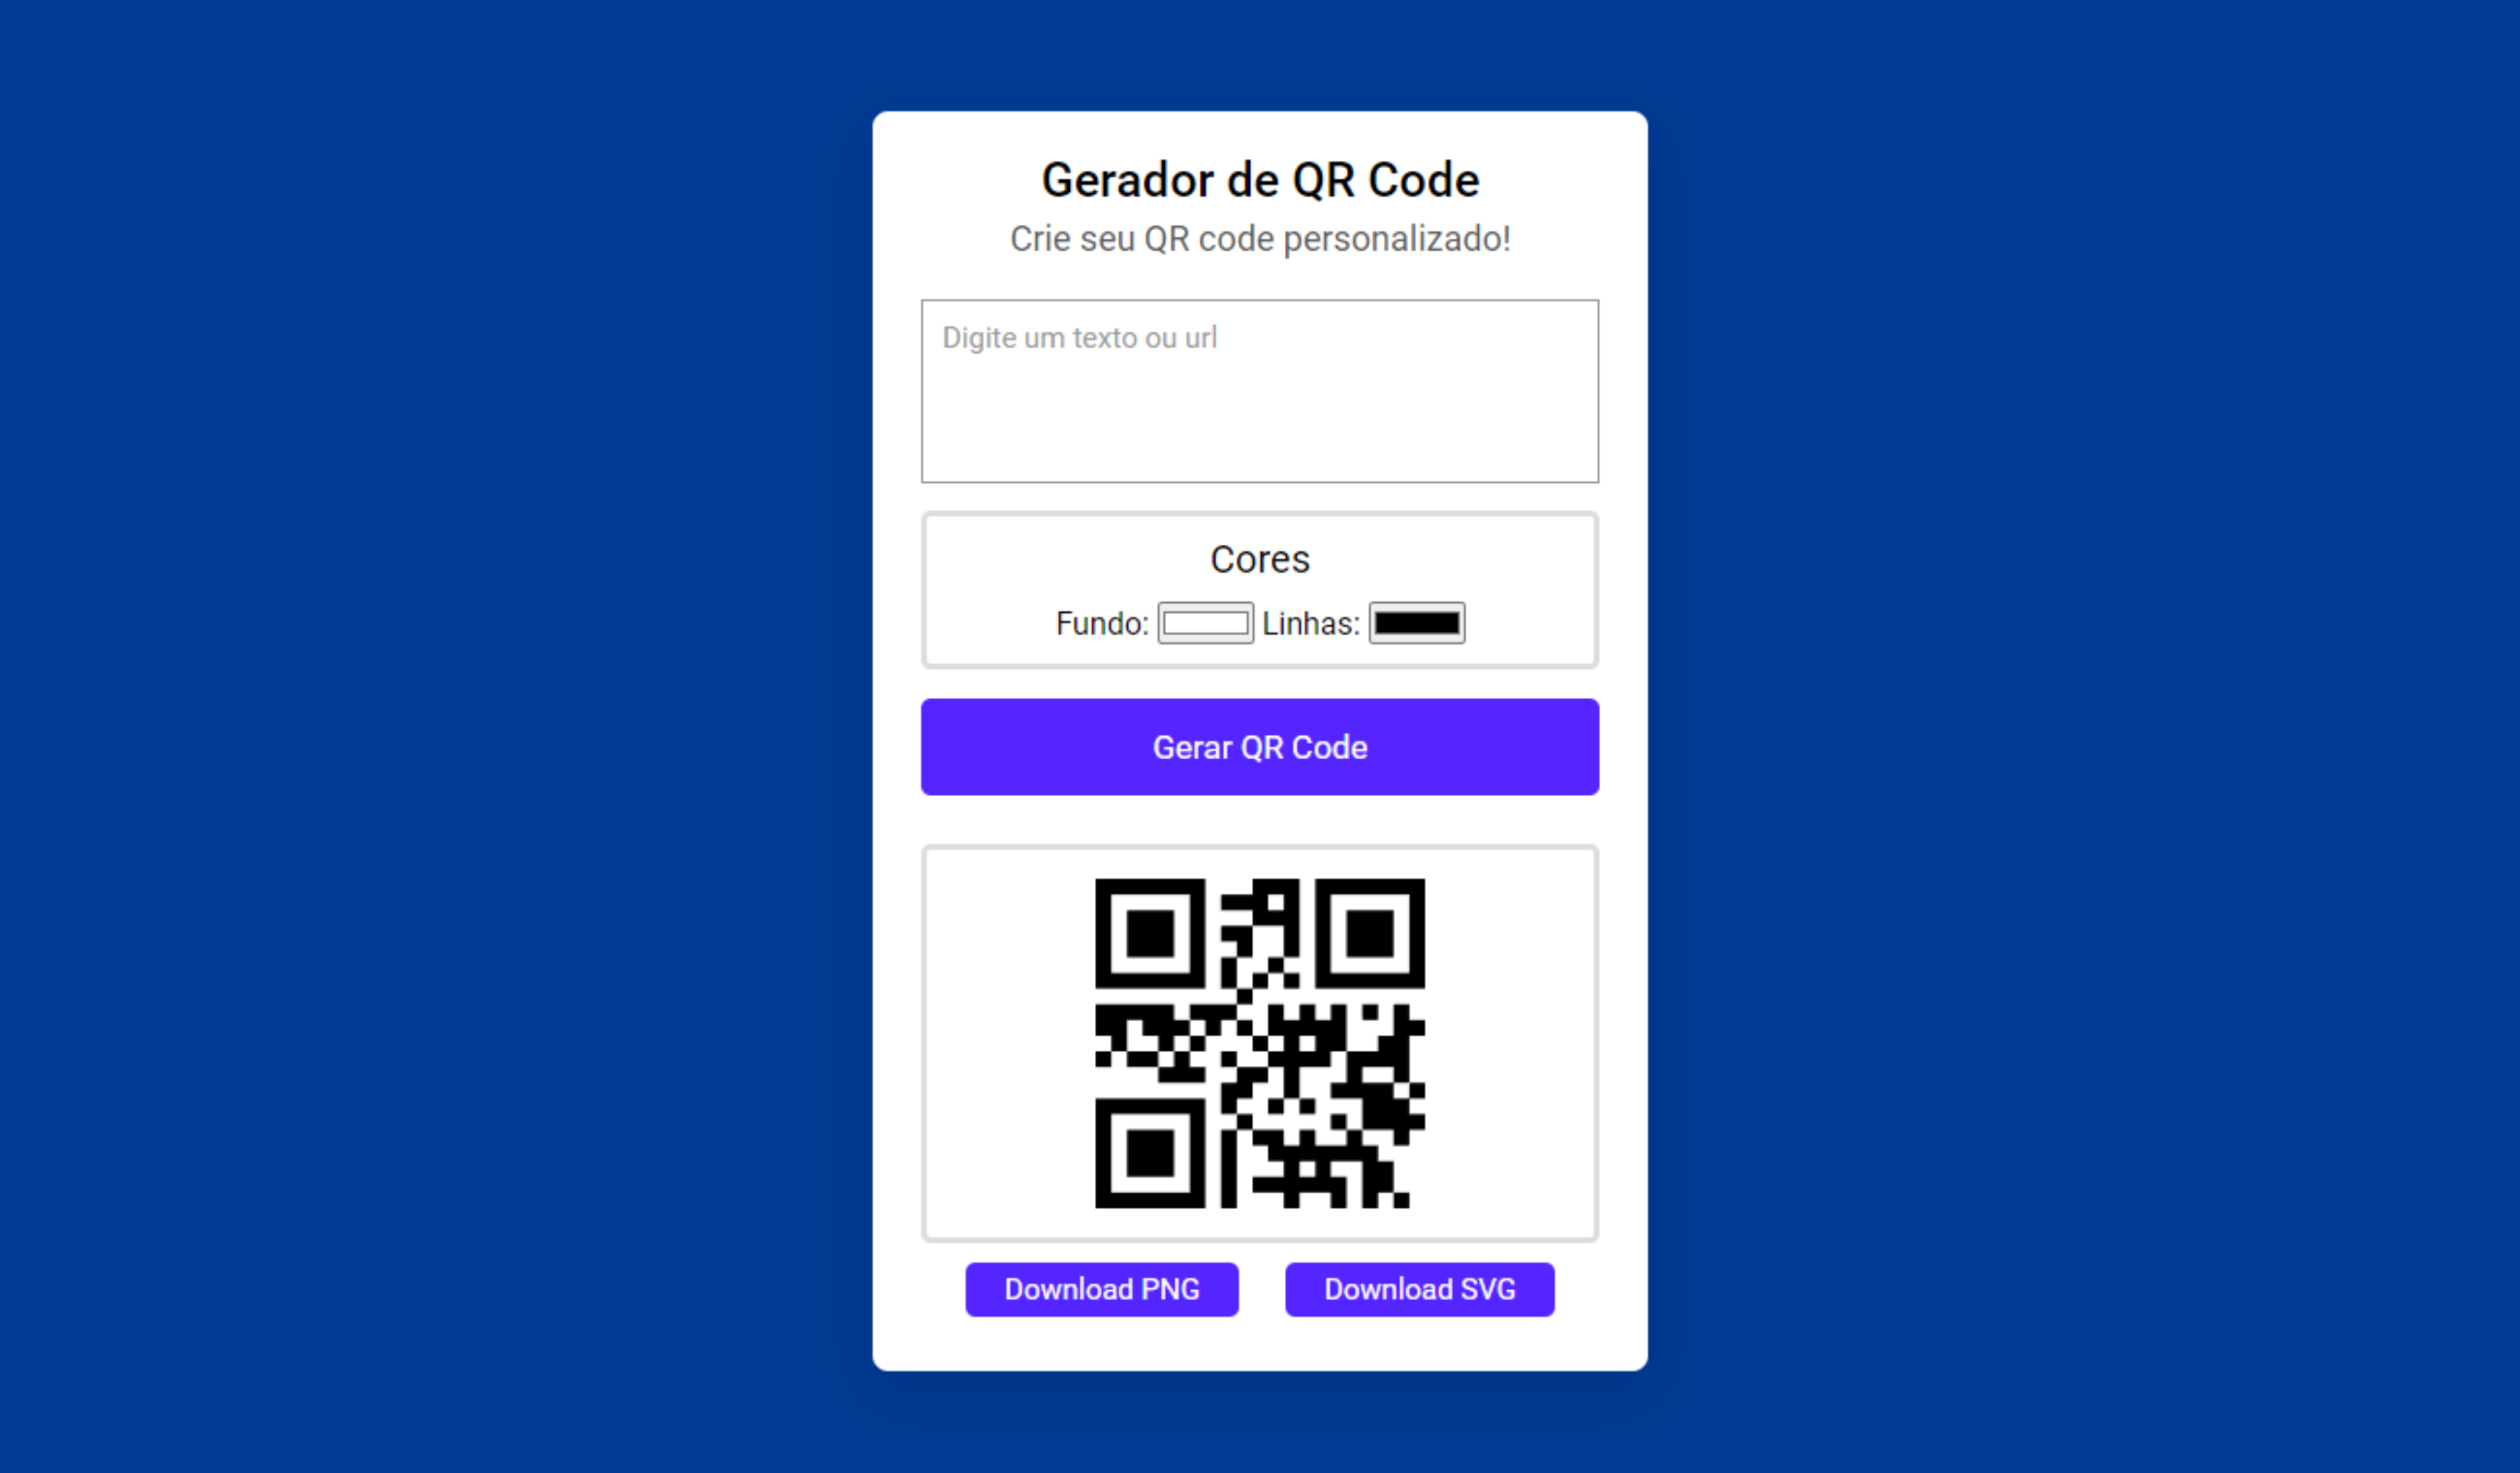 Gerador de QR Code
Crie seu QR code personalizado!
Digite um texto ou url
Cores
Fundo: Linhas:
Gerar QR Code
Download PNG Download SVG